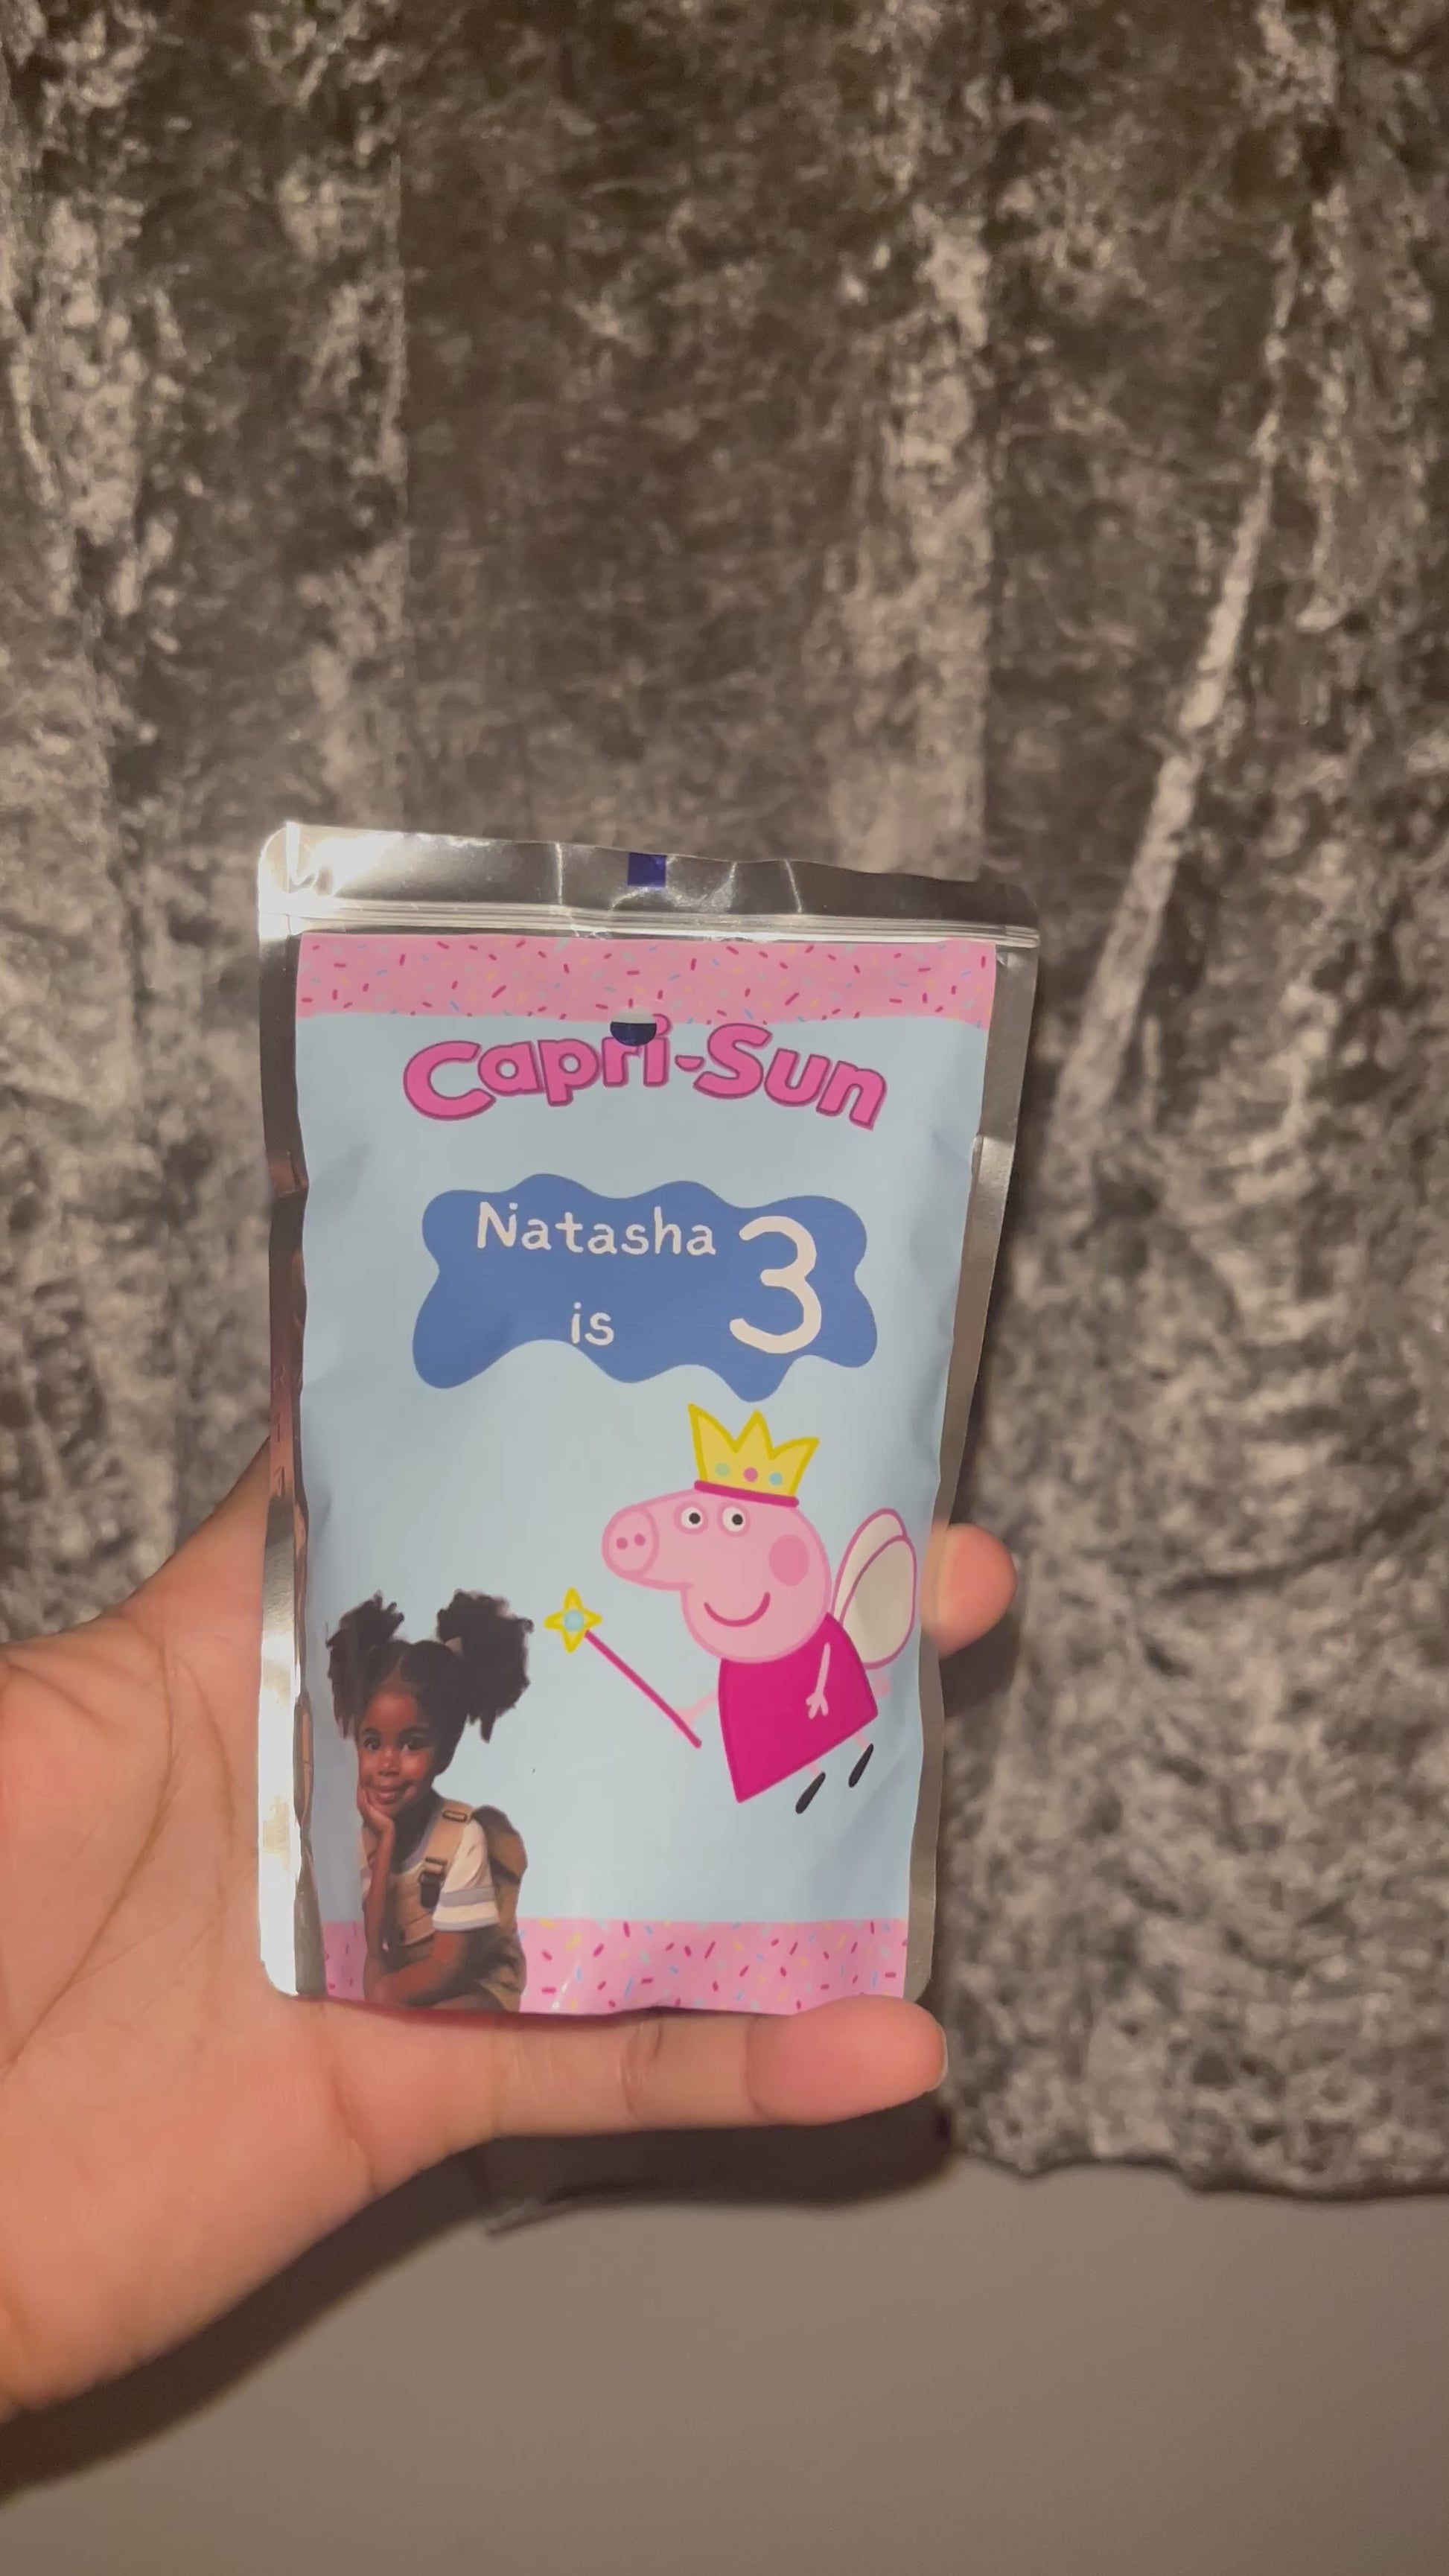 Capri-Sun
Natasha 3
is